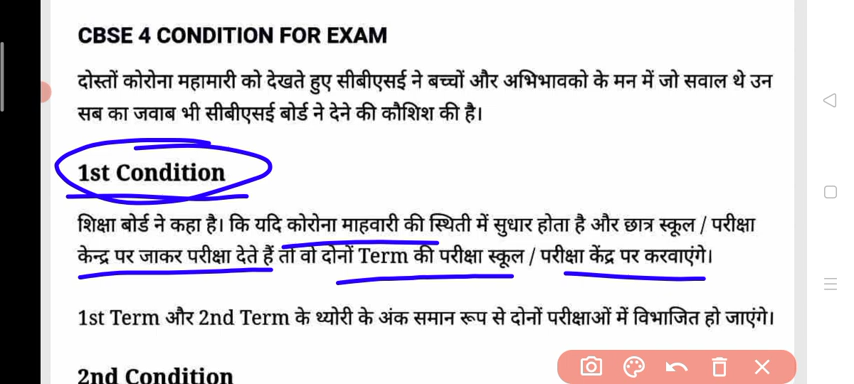 CBSE 4 CONDITION FOR EXAM
दोस्तों कोरोना महामारी को देखते हुए सीबीएसई ने बच्चों और अभिभावको के मन में जो सवाल थे उन
सब का जवाब भी सीबीएसई बोर्ड ने देने की कौशिश की है।
1st Condition
शिक्षा बोर्ड ने कहा है। कि यदि कोरोना माहवारी की स्थिती में सुधार होता है और छात्र स्कूल / परीक्षा
केन्द्र पर जाकर परीक्षा देते हैं तो वो दोनों Term की परीक्षा स्कूल / परीक्षा केंद्र पर करवाएंगे।
1st Term और 2nd Term के थ्योरी के अंक समान रूप से दोनों परीक्षाओं में विभाजित हो जाएंगे।
2nd Condition